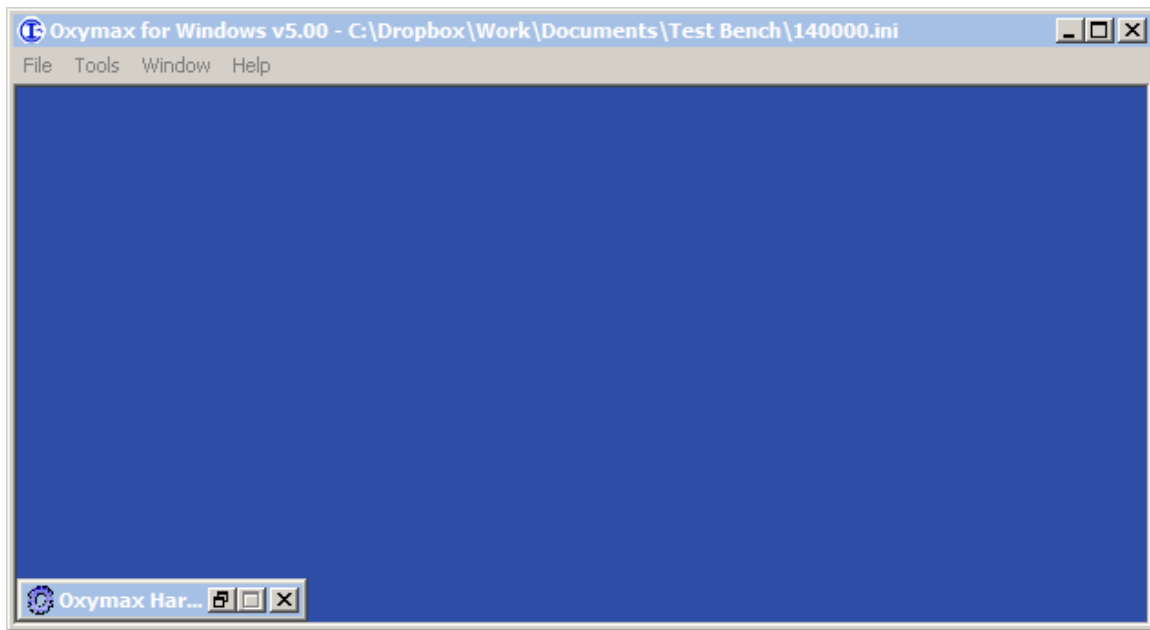 Oxymax for Windows v5.00 - C:\Dropbox\Work\Documents\Test Bench\140000.ini
File Tools Window Help
Oxymax Har...